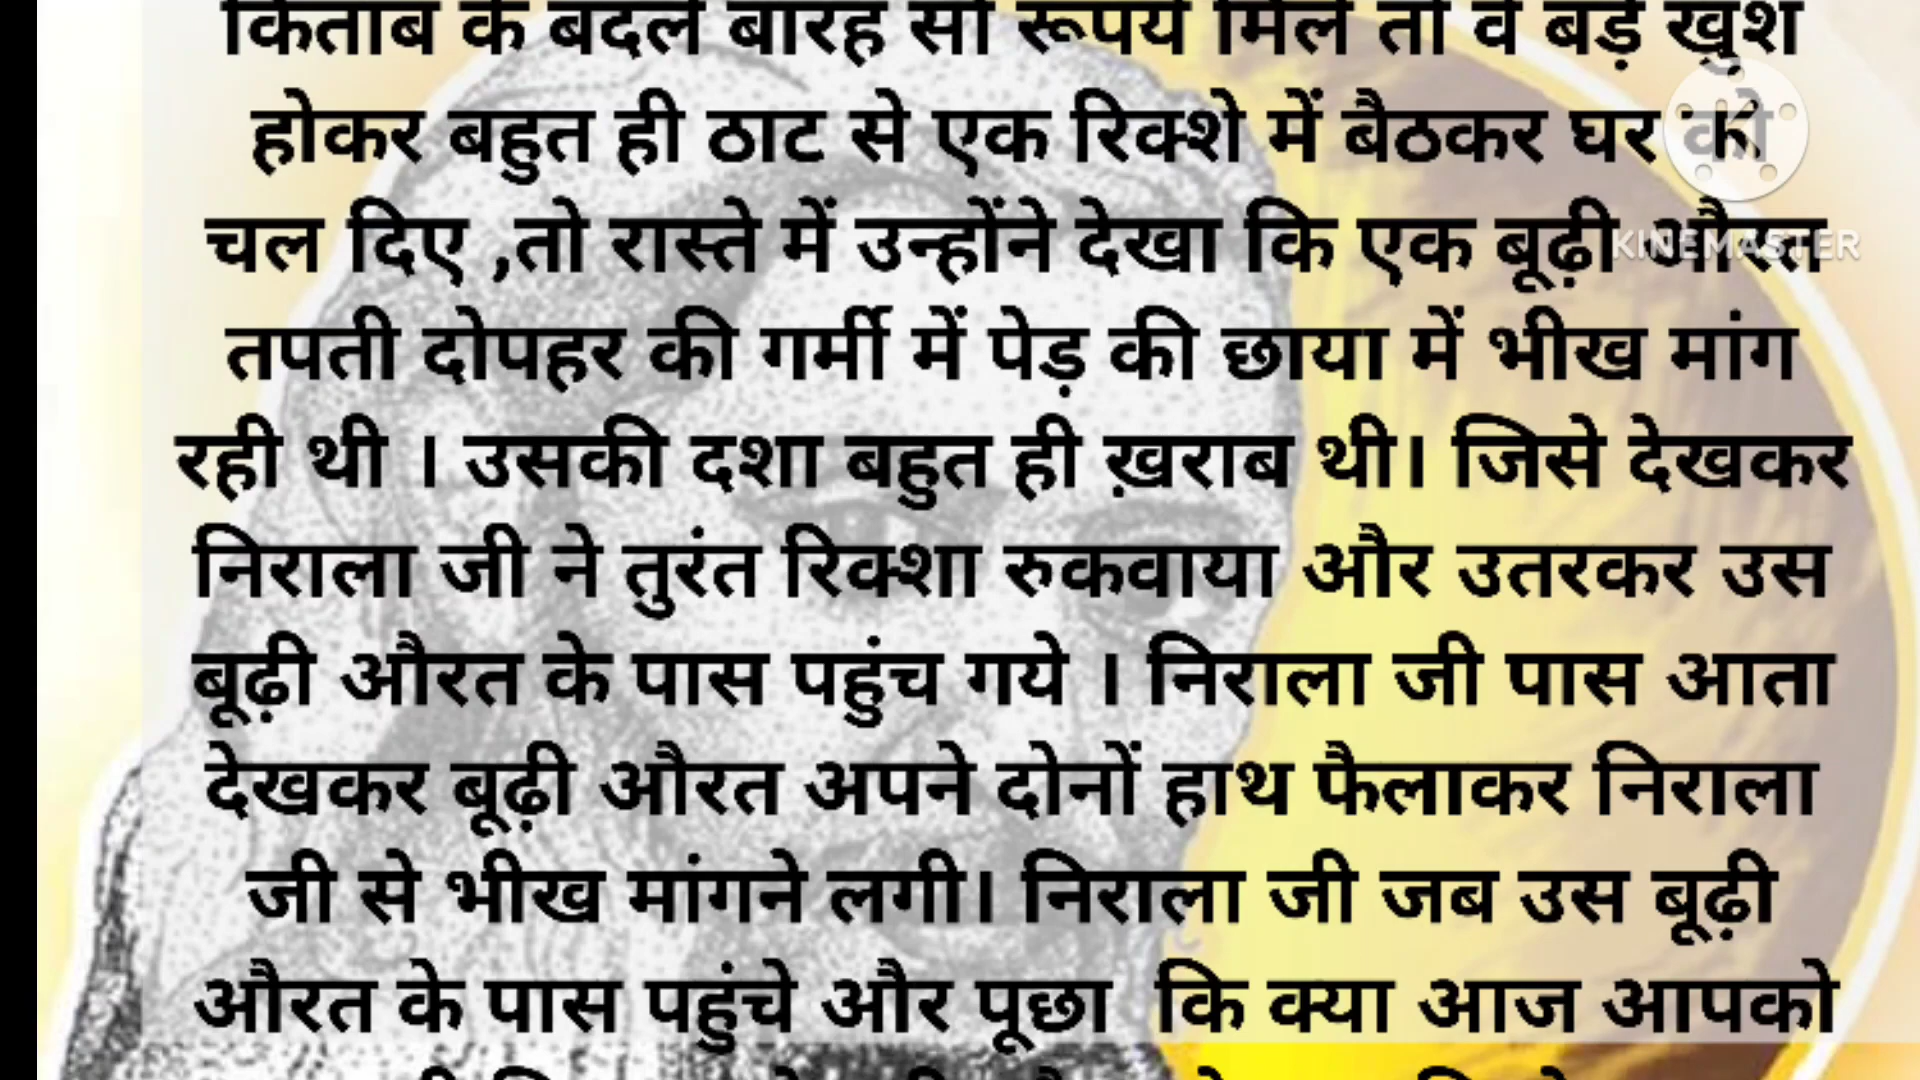 किताब के बदले बारह सौ रूपये मिले तो वे बड़े खुश
होकर बहुत ही ठाट से एक रिक्शे में बैठकर घर को
चल दिए ,तो रास्ते में उन्होंने देखा कि एक बूढ़ी औरत
KINEMASTER
तपती दोपहर की गर्मी में पेड़ की छाया में भीख मांग
रही थी । उसकी दशा बहुत ही ख़राब थी। जिसे देखकर
निराला जी ने तुरंत रिक्शा रुकवाया और उतरकर उस
बूढ़ी औरत के पास पहुंच गये । निराला जी पास आता
देखकर बूढ़ी औरत अपने दोनों हाथ फैलाकर निराला
जी से भीख मांगने लगी। निराला जी जब उस बूढ़ी
औरत के पास पहुंचे और पूछा कि क्या आज आपको